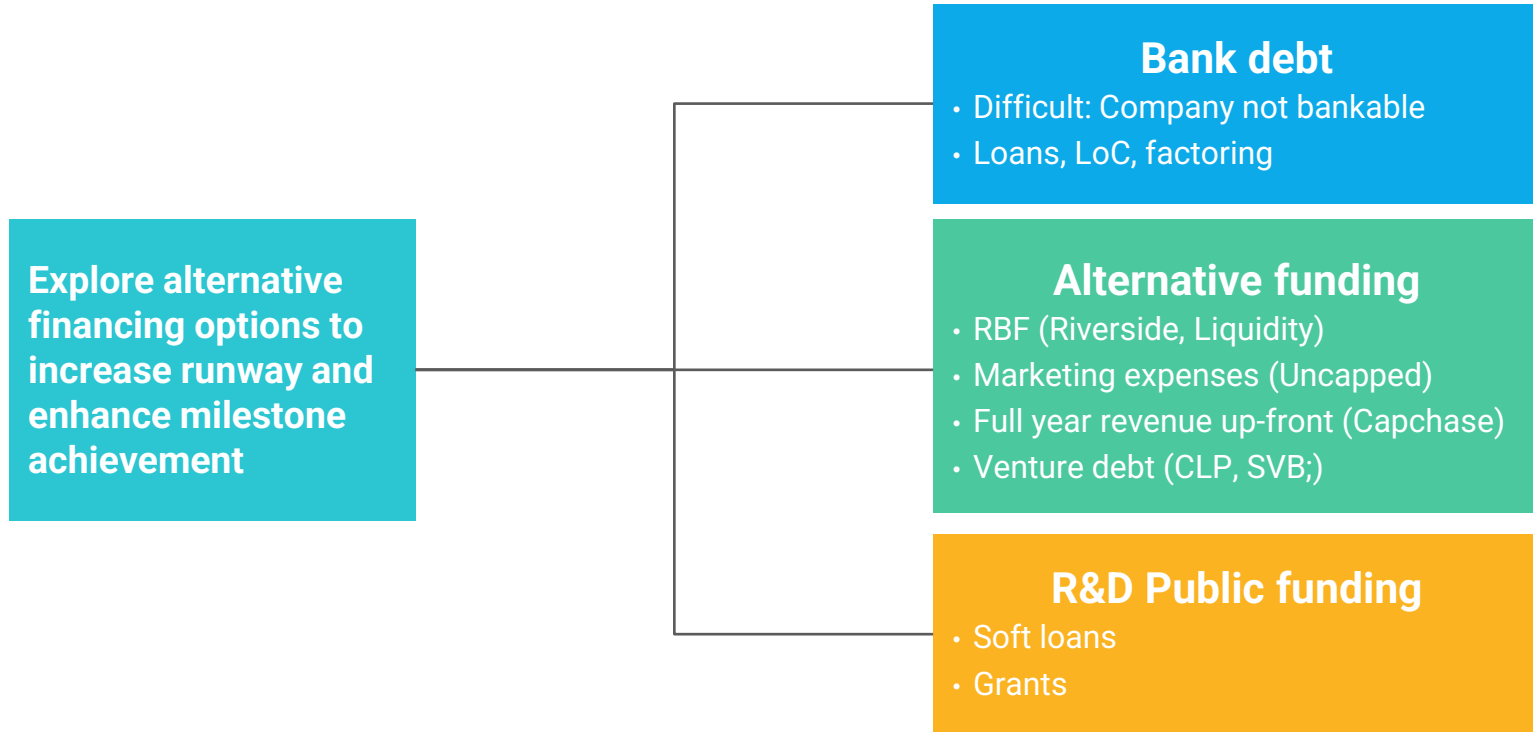 Explore alternative
financing options to
increase runway and
enhance milestone
achievement
Bank debt
• Difficult: Company not bankable
• Loans, LoC, factoring
Alternative funding
• RBF (Riverside, Liquidity)
• Marketing expenses (Uncapped)
• Full year revenue up-front (Capchase)
• Venture debt (CLP, SVB;)
R&D Public funding
• Soft loans
• Grants